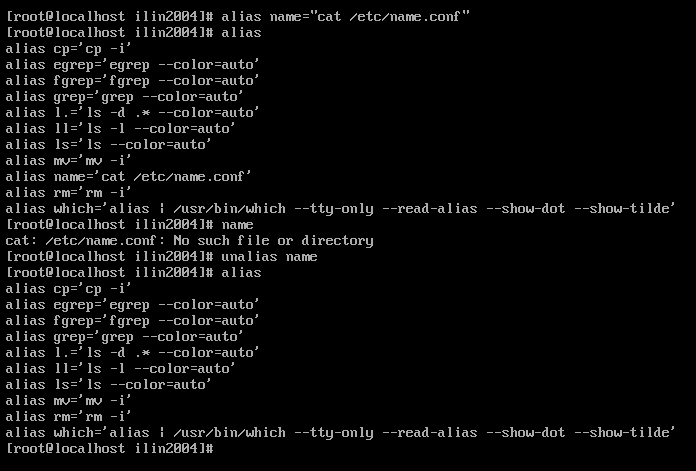 [root@localhost ilin2004]# alias name="cat /etc/name.conf"
[root@localhost ilin2004]# alias
alias cp='cp -i'
alias egrep='egrep --color=auto'
alias fgrep='fgrep --color=auto'
alias grep='grep --color=auto'
alias l.='ls -d .* --color=auto'
alias ll='ls -l --color=auto'
alias ls='ls --color=auto'
alias mv='mv -i'
alias name='cat /etc/name.conf'
alias rm='rm -i'
alias which='alias | /usr/bin/which --tty-only --read-alias --show-dot --show-tilde'
[root@localhost ilin2004]# name
cat: /etc/name.conf: No such file or directory
[root@localhost ilin2004]# unalias name
[root@localhost ilin2004]# alias
alias cp='cp -i'
alias egrep='egrep --color=auto'
alias fgrep='fgrep --color=auto'
alias grep='grep --color=auto'
alias l.='ls -d .* --color=auto'
alias ll='ls -l --color=auto'
alias ls='ls --color=auto'
alias mv='mv -i'
alias rm='rm -i'
alias which='alias | /usr/bin/which --tty-only --read-alias --show-dot --show-tilde'
[root@localhost ilin2004]#